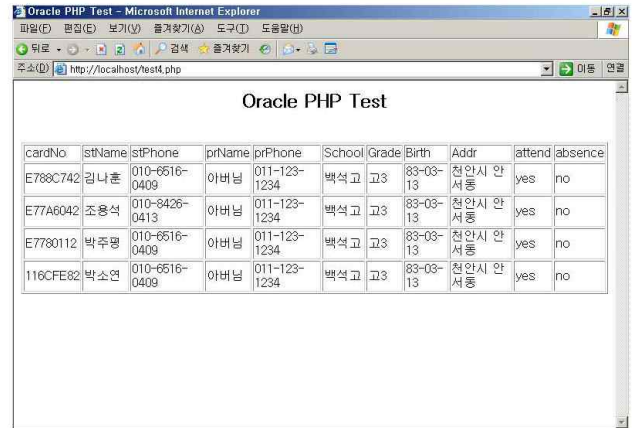 Oracle PHP Test - Microsoft Internet Explorer
파일(F) 편집(E) 보기(V) 즐겨찾기(A) 도구(T) 도움말(H)
뒤로 검색 즐겨찾기
주소(D) http://localhost/test4.php 이동 연결
Oracle PHP Test
cardNo stName stPhone prName prPhone School Grade Birth Addr attend absence
E788C742 김나훈 010-6516-0409 아버님 011-123-1234 백석고 고3 83-03-13 천안시 안서동 yes no
E77A6042 조용석 010-8426-0413 아버님 011-123-1234 백석고 고3 83-03-13 천안시 안서동 yes no
E7780112 박주평 010-6516-0409 아버님 011-123-1234 백석고 고3 83-03-13 천안시 안서동 yes no
116CFE82 박소연 010-6516-0409 아버님 011-123-1234 백석고 고3 83-03-13 천안시 안서동 yes no